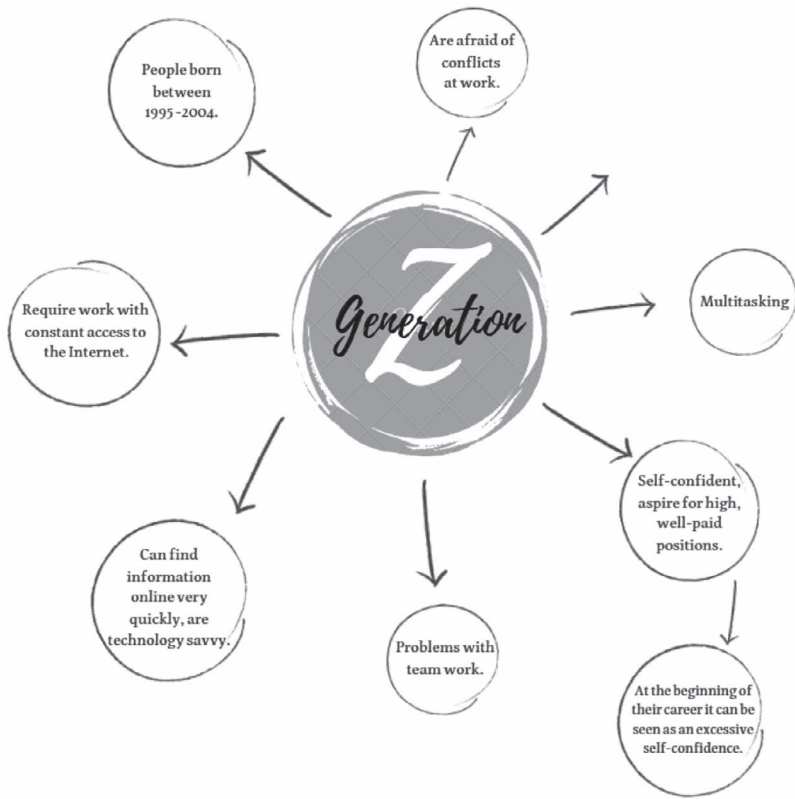 People born
between
1995-2004.
Are afraid of
conflicts
at work.
Z
Generation
Multitasking
Require work with
constant access to
the Internet.
Self-confident,
aspire for high,
well-paid
positions.
Can find
information
online very
quickly, are
technology savvy.
Problems with
team work.
At the beginning of
their career it can be
seen as an excessive
self-confidence.